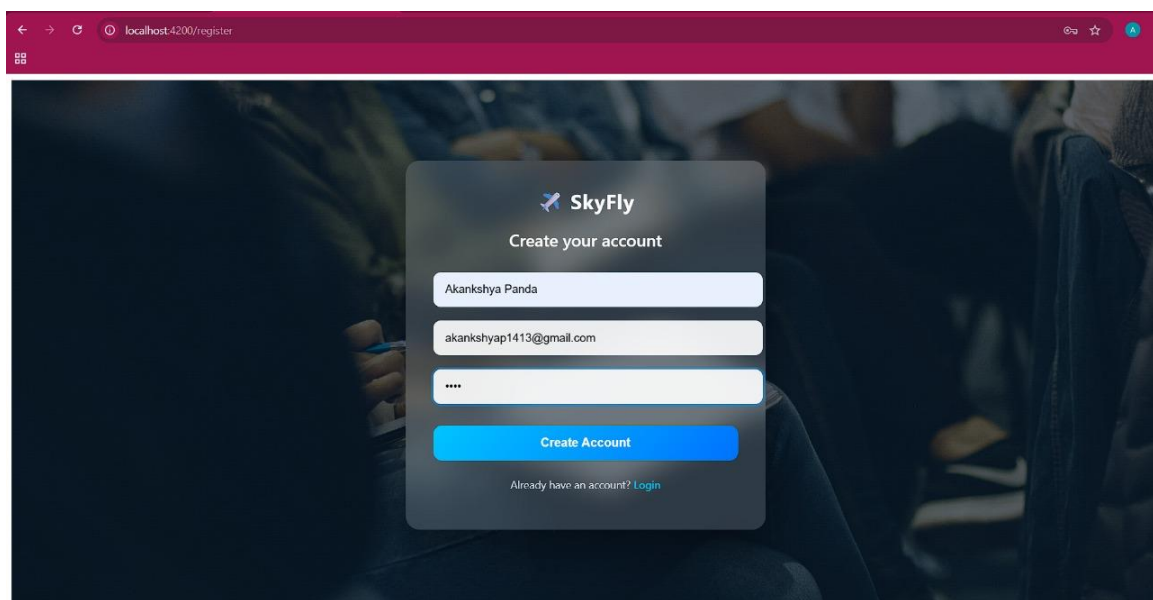 localhost:4200/register
A
SkyFly
Create your account
Akankshya Panda
akankshyap1413@gmail.com
••••
Create Account
Already have an account? Login